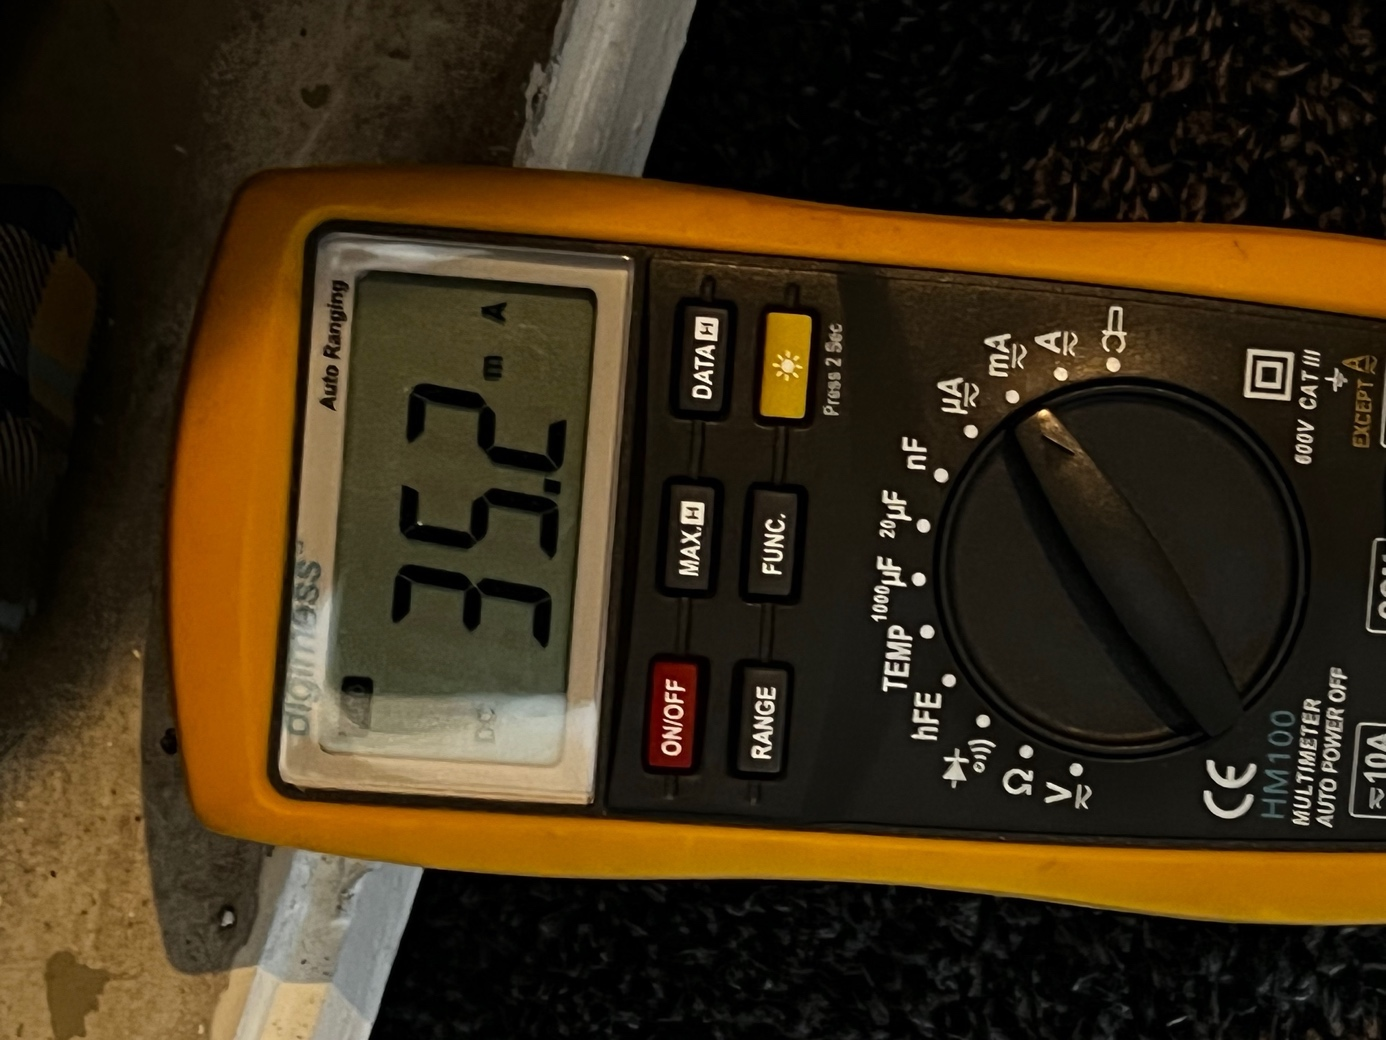 digimess Auto Ranging
DC 35.2 m A
ON/OFF MAX.H DATA H
RANGE FUNC.
Press 2 Sec
TEMP 1000µF 20µF nF
hFE µA
mA
Ω A
V
CE 600V CAT III
HM100
MULTIMETER
AUTO POWER OFF EXCEPT A
10A